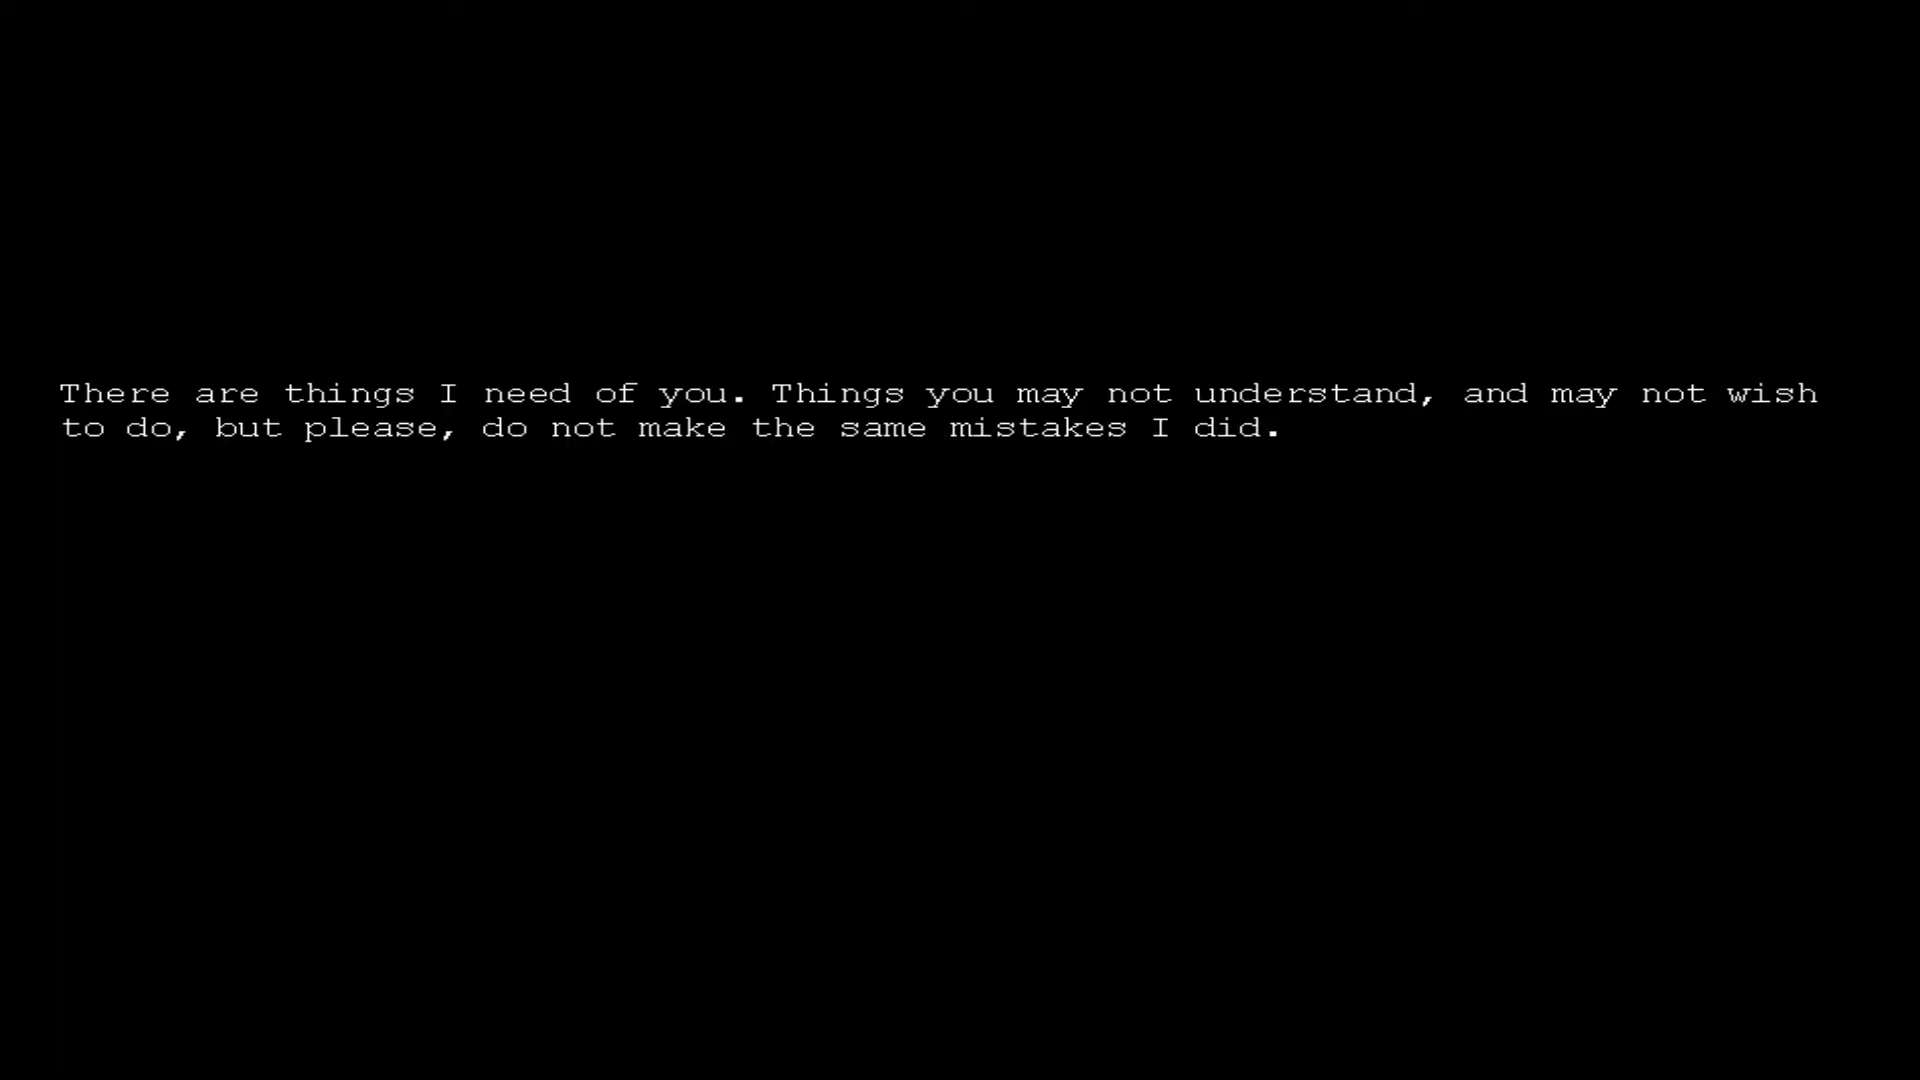 There are things I need of you. Things you may not understand, and may not wish
to do, but please, do not make the same mistakes I did.